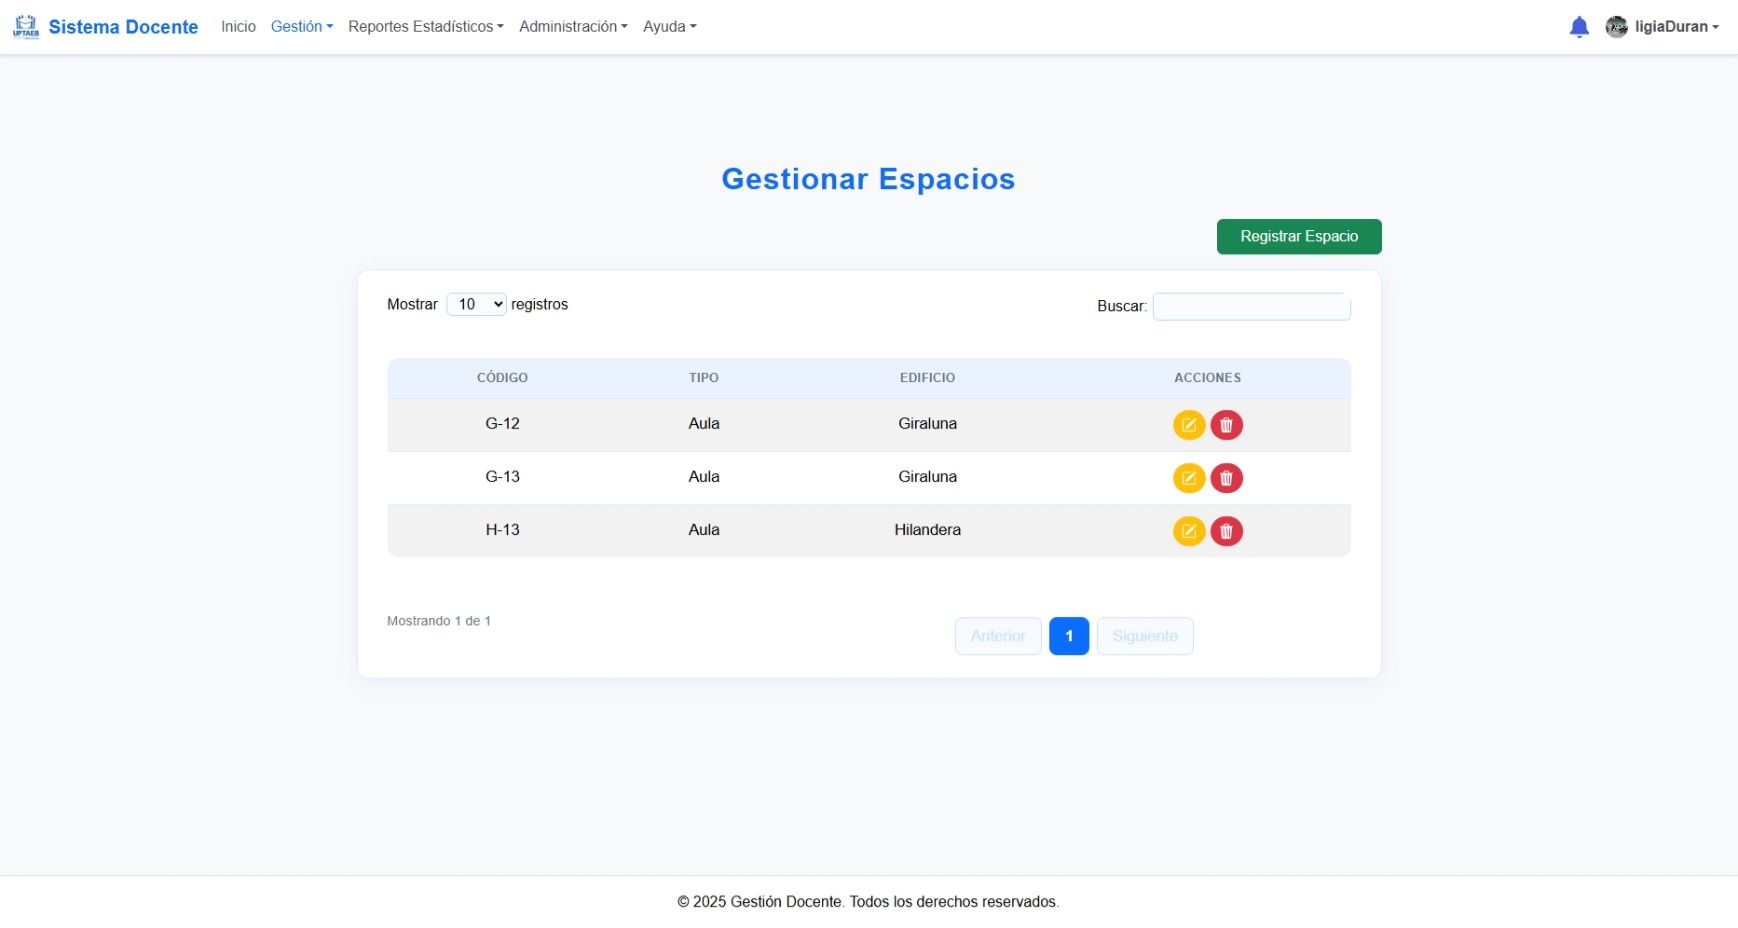 UPTAEB Sistema Docente Inicio Gestión Reportes Estadísticos Administración Ayuda ligiaDuran
Gestionar Espacios
Registrar Espacio
Mostrar 10 registros Buscar:
CÓDIGO TIPO EDIFICIO ACCIONES
G-12 Aula Giraluna
G-13 Aula Giraluna
H-13 Aula Hilandera
Mostrando 1 de 1
Anterior 1 Siguiente
© 2025 Gestión Docente. Todos los derechos reservados.